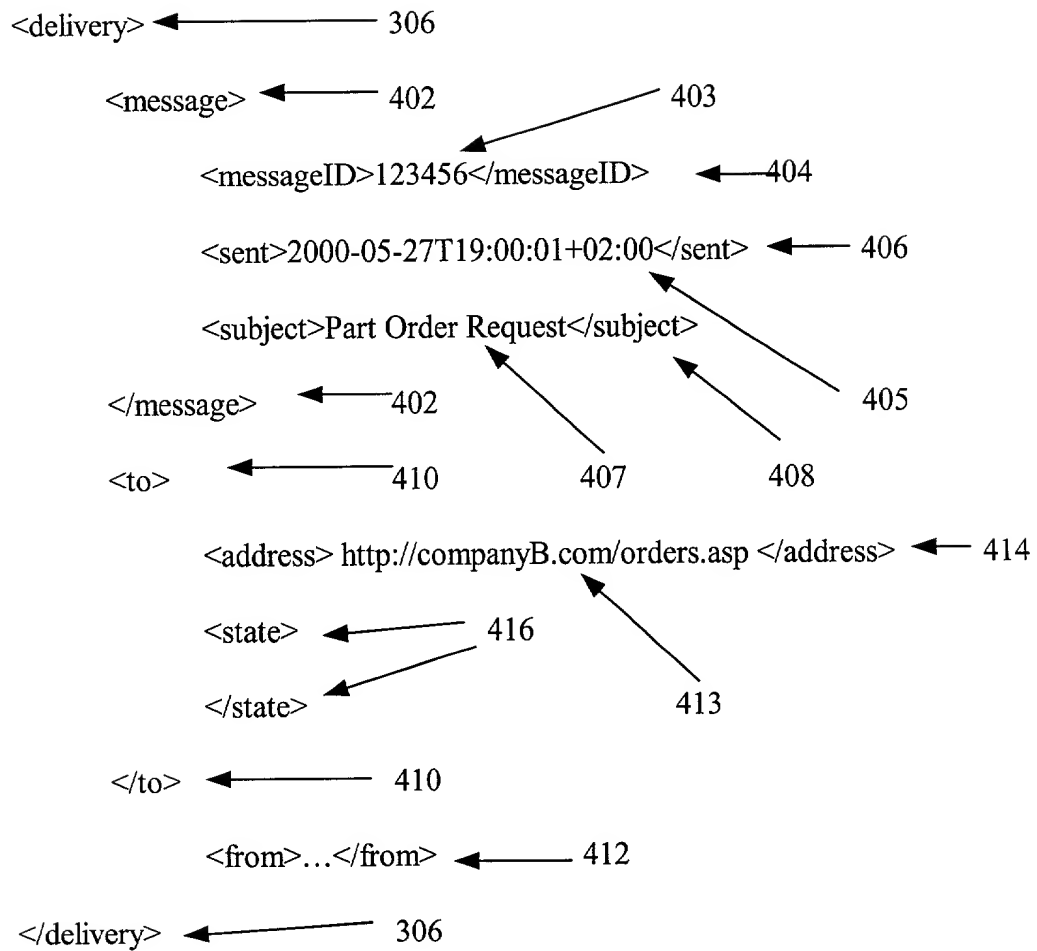 <delivery> 306
<message> 402 403
<messageID>123456</messageID> 404
<sent>2000-05-27T19:00:01+02:00</sent> 406
<subject>Part Order Request</subject>
</message> 402 405
<to> 410 407 408
<address> http://companyB.com/orders.asp </address> 414
<state> 416
</state> 413
</to> 410
<from>...</from> 412
</delivery> 306